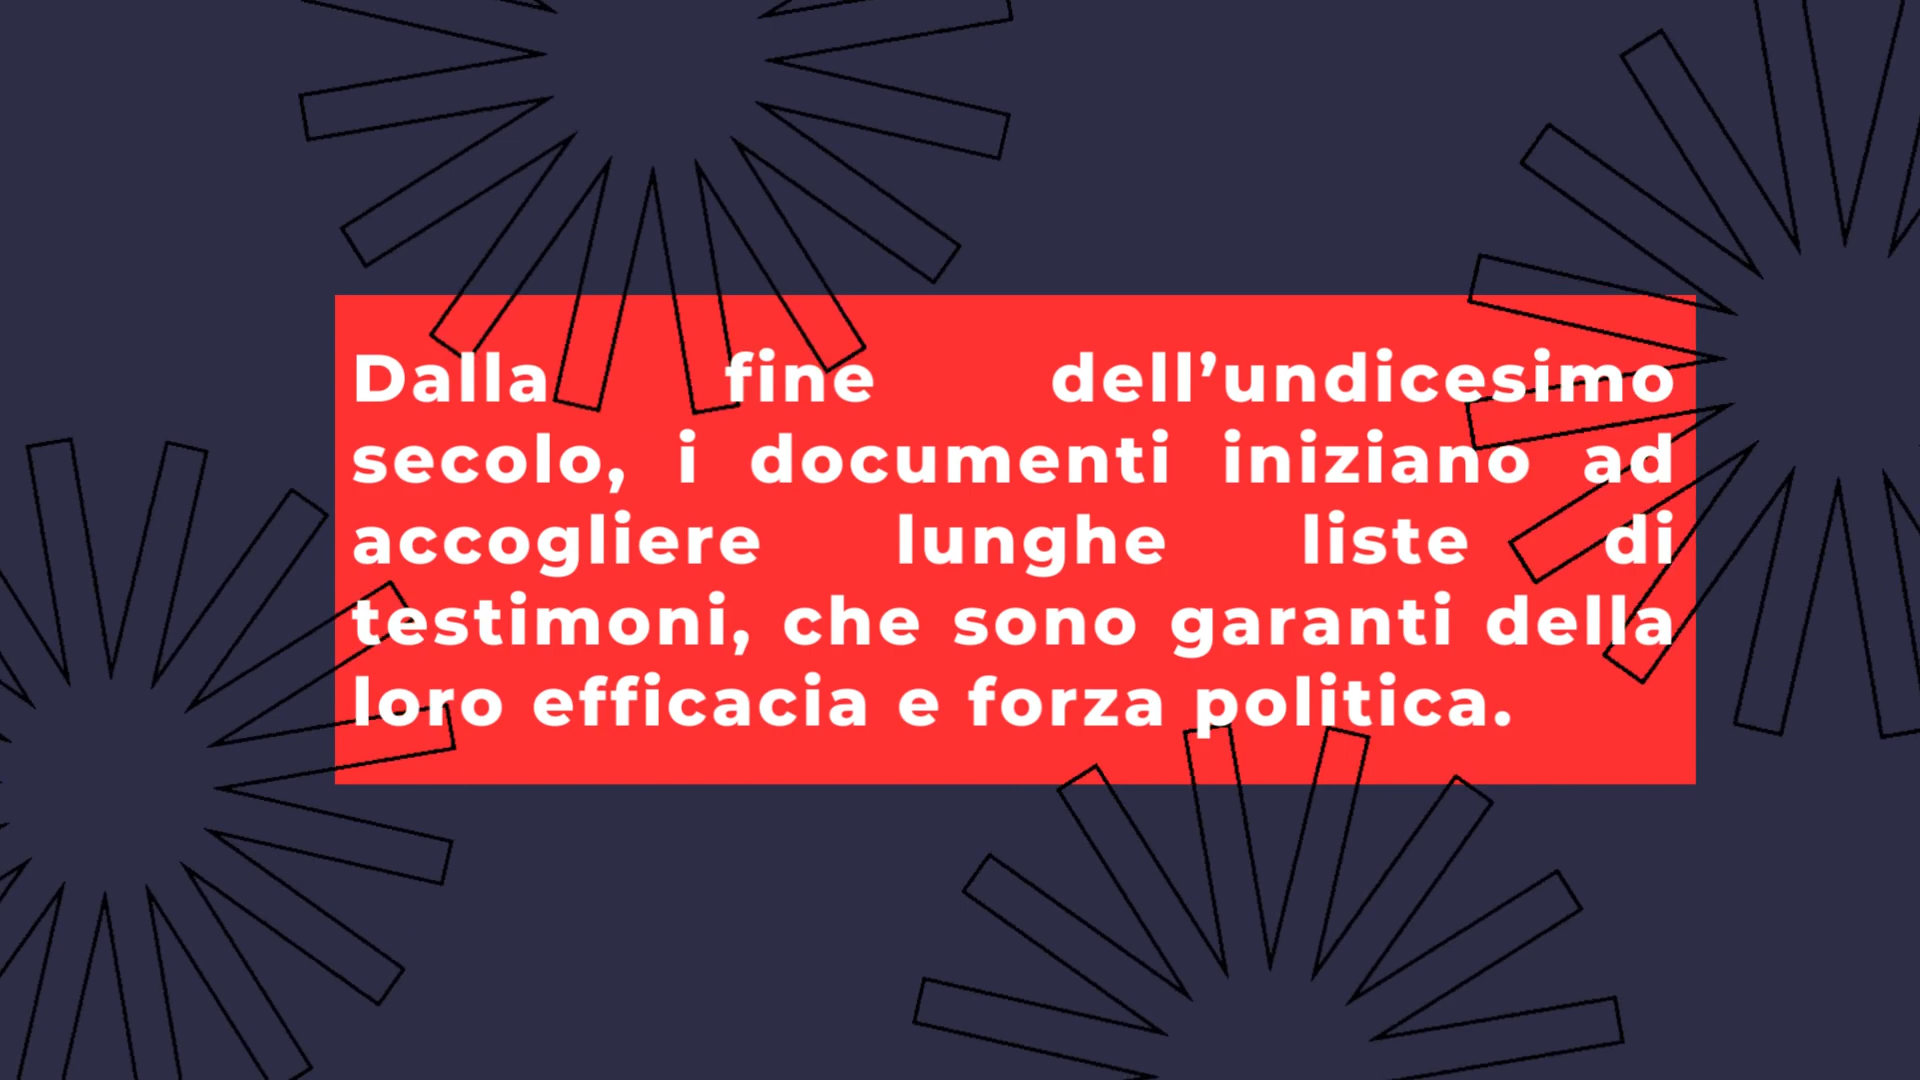 Dalla fine dell’undicesimo
secolo, i documenti iniziano ad
accogliere lunghe liste di
testimoni, che sono garanti della
loro efficacia e forza politica.